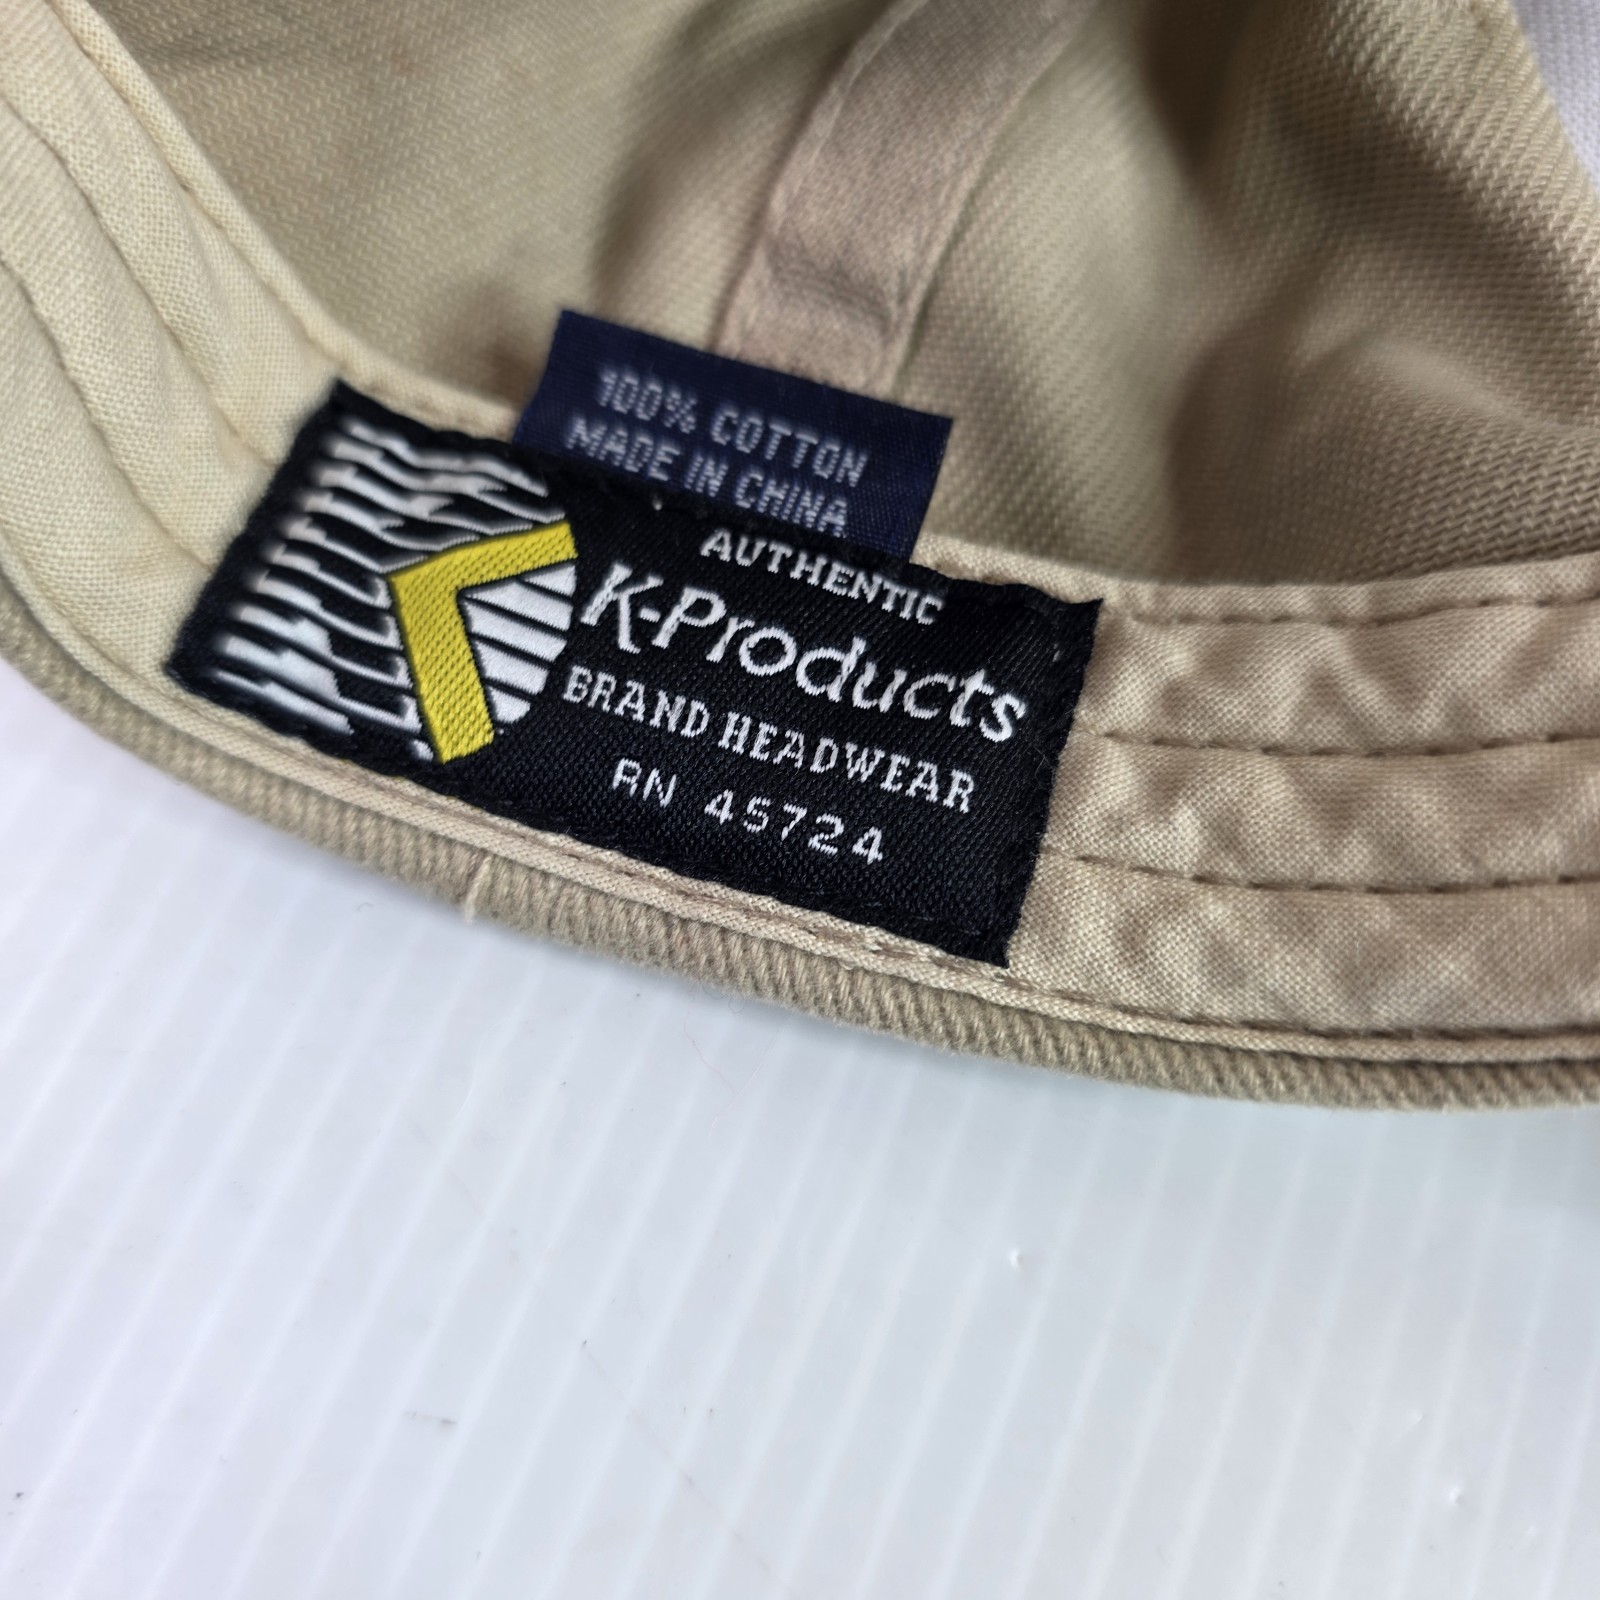 100% COTTON
MADE IN CHINA
AUTHENTIC
K-Products
BRAND HEADWEAR
RN 45724